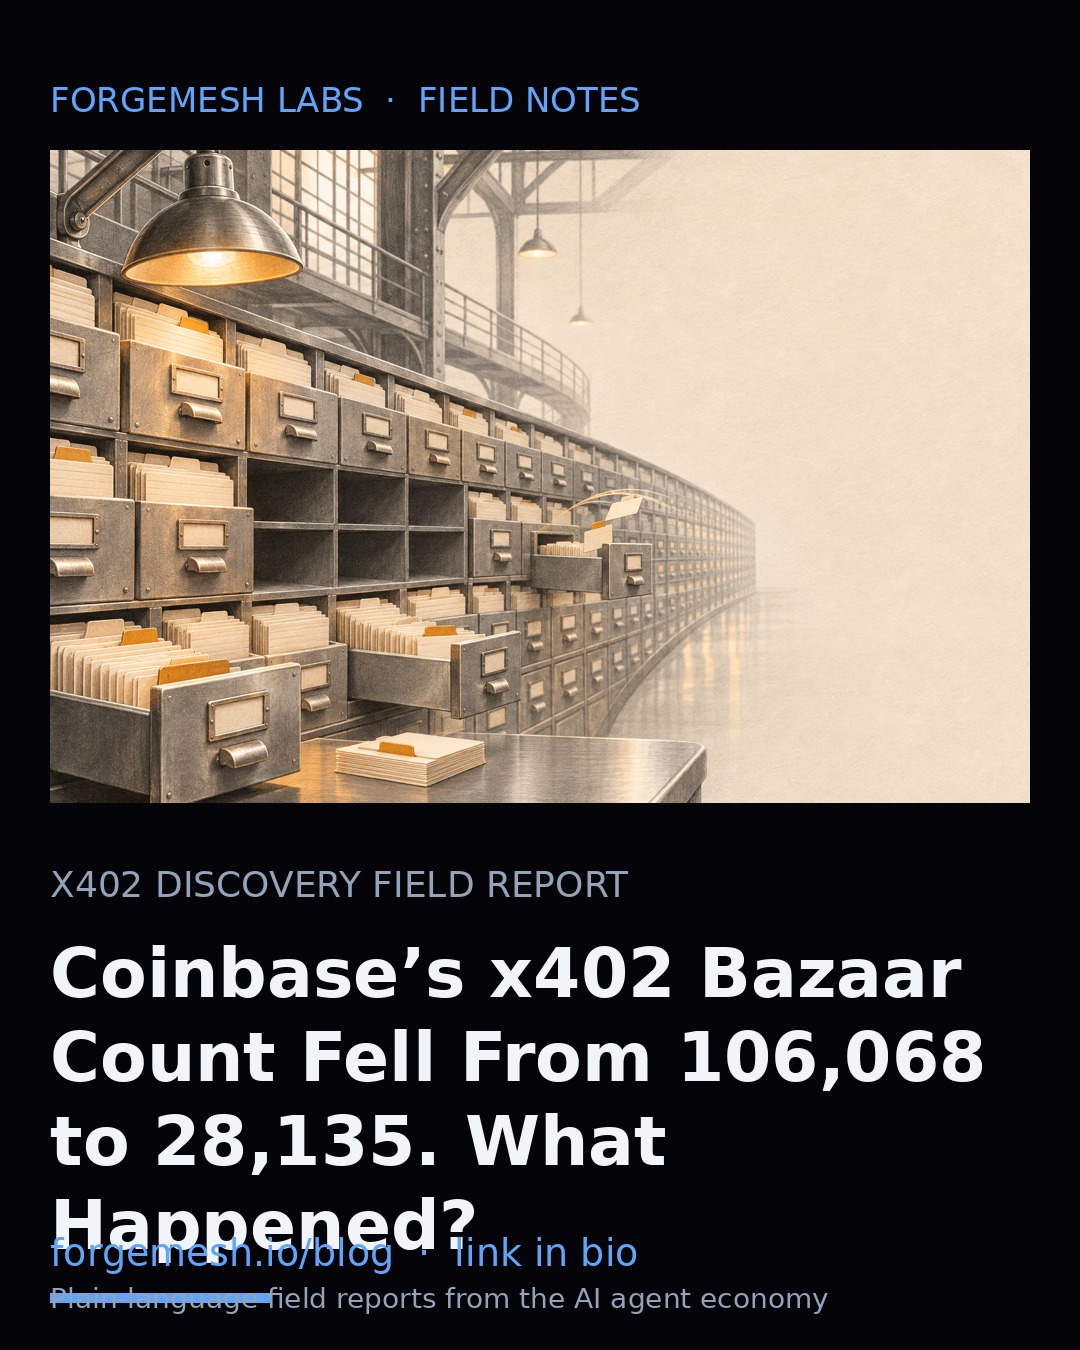 FORGEMESH LABS · FIELD NOTES
X402 DISCOVERY FIELD REPORT
Coinbase’s x402 Bazaar
Count Fell From 106,068
to 28,135. What
Happened?
forgemesh.io/blog · link in bio
Plain language field reports from the AI agent economy